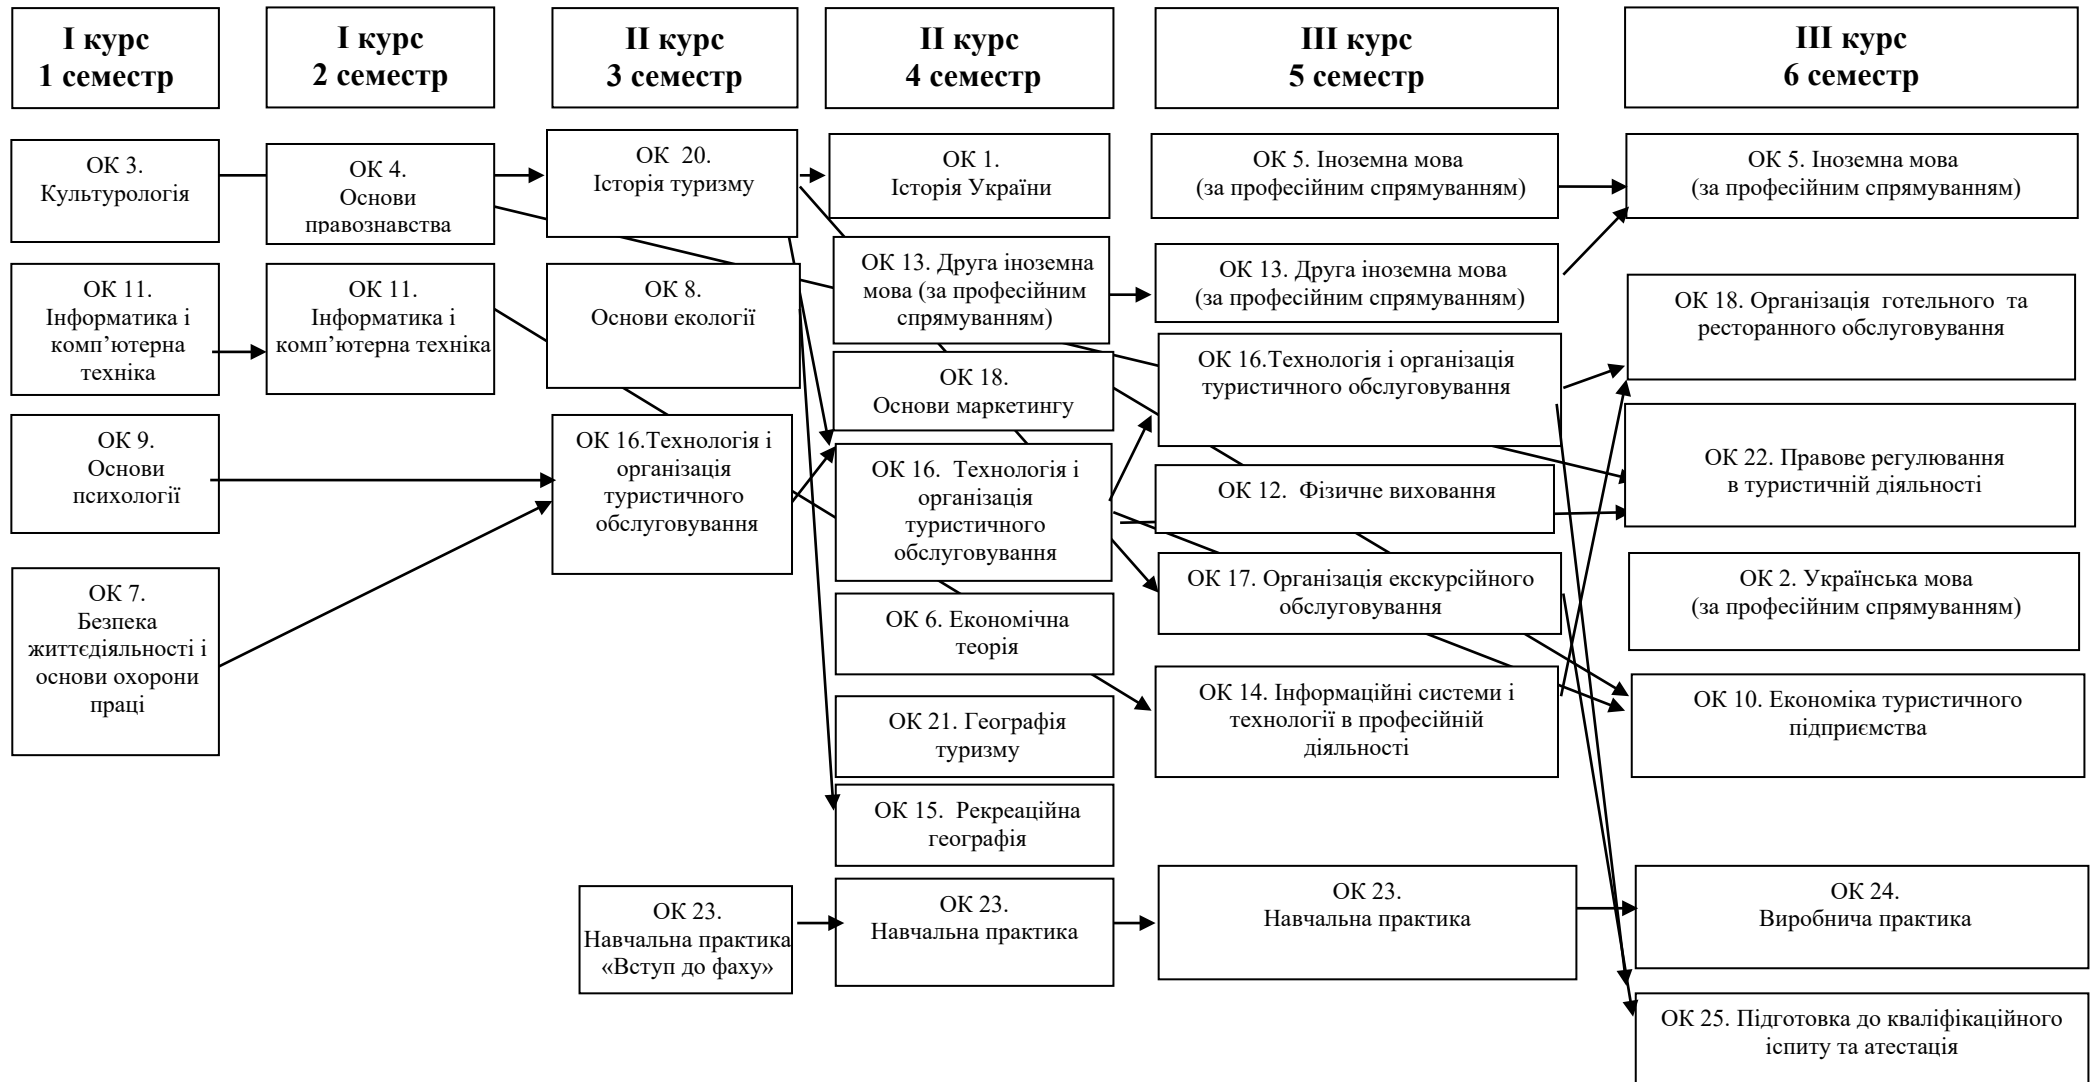 І курс
1 семестр
І курс
2 семестр
ІІ курс
3 семестр
ІІ курс
4 семестр
ІІІ курс
5 семестр
ІІІ курс
6 семестр
ОК 3.
Культурологія
ОК 11.
Інформатика і
комп’ютерна
техніка
ОК 9.
Основи
психології
ОК 7.
Безпека
життєдіяльності і
основи охорони
праці
ОК 4.
Основи
правознавства
ОК 11.
Інформатика і
комп’ютерна техніка
ОК 20.
Історія туризму
ОК 8.
Основи екології
ОК 16.Технологія і
організація
туристичного
обслуговування
ОК 23.
Навчальна практика
«Вступ до фаху»
ОК 1.
Історія України
ОК 13. Друга іноземна
мова (за професійним
спрямуванням)
ОК 18.
Основи маркетингу
ОК 16. Технологія і
організація
туристичного
обслуговування
ОК 6. Економічна
теорія
ОК 21. Географія
туризму
ОК 15. Рекреаційна
географія
ОК 23.
Навчальна практика
ОК 5. Іноземна мова
(за професійним спрямуванням)
ОК 13. Друга іноземна мова
(за професійним спрямуванням)
ОК 16.Технологія і організація
туристичного обслуговування
ОК 12. Фізичне виховання
ОК 17. Організація екскурсійного
обслуговування
ОК 14. Інформаційні системи і
технології в професійній
діяльності
ОК 23.
Навчальна практика
ОК 5. Іноземна мова
(за професійним спрямуванням)
ОК 18. Організація готельного та
ресторанного обслуговування
ОК 22. Правове регулювання
в туристичній діяльності
ОК 2. Українська мова
(за професійним спрямуванням)
ОК 10. Економіка туристичного
підприємства
ОК 24.
Виробнича практика
ОК 25. Підготовка до кваліфікаційного
іспиту та атестація